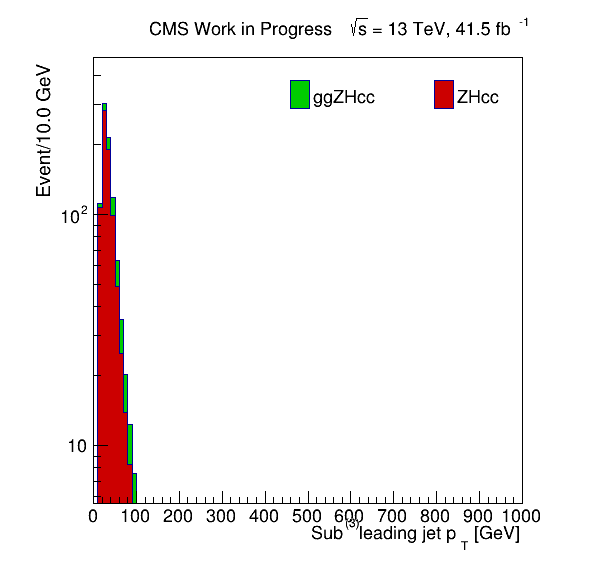 CMS Work in Progress √s = 13 TeV, 41.5 fb⁻¹
Event/10.0 GeV
ggZHcc ZHcc
10²
10
0 100 200 300 400 500 600 700 800 900 1000
Sub⁽³⁾leading jet p_T [GeV]